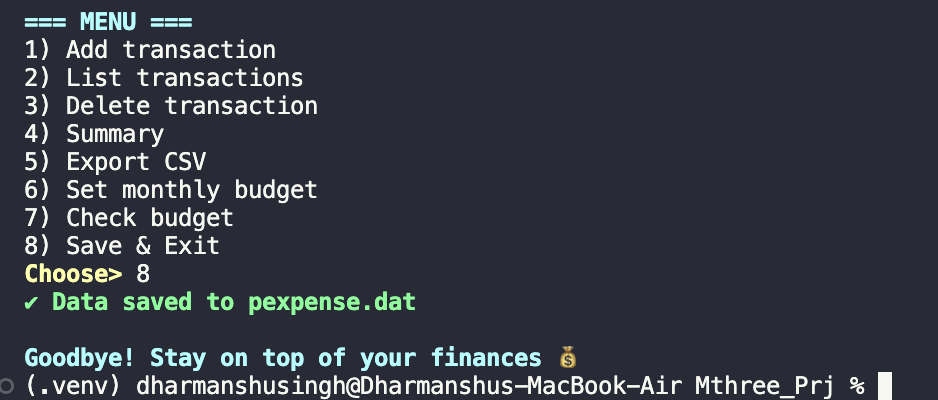 === MENU ===
1) Add transaction
2) List transactions
3) Delete transaction
4) Summary
5) Export CSV
6) Set monthly budget
7) Check budget
8) Save & Exit
Choose> 8
✔ Data saved to pexpense.dat
Goodbye! Stay on top of your finances 💰
(.venv) dharmanshusingh@Dharmanshus-MacBook-Air Mthree_Prj %